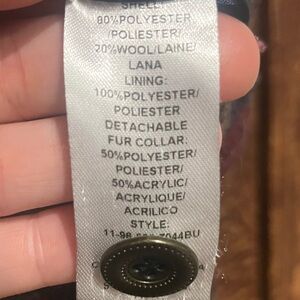 SHELL:
80%POLYESTER
/POLIESTER/
20%WOOL/LAINE/
LANA
LINING:
100%POLYESTER/
POLIESTER
DETACHABLE
FUR COLLAR:
50%POLYESTER/
POLIESTER
50%ACRYLIC/
ACRYLIQUE/
ACRILICO
STYLE: